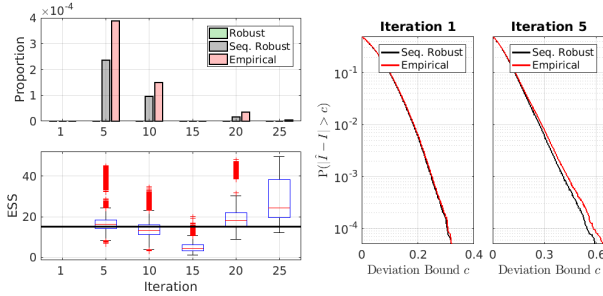 4 ×10⁻⁴
3
2
1
0
Proportion
Robust
Seq. Robust
Empirical
1 5 10 15 20 25
40
20
0
ESS
1 5 10 15 20 25
Iteration
Iteration 1
Seq. Robust
Empirical
10⁻¹
10⁻²
10⁻³
10⁻⁴
P(|Î − I| > c)
0 0.2 0.4
Deviation Bound c
Iteration 5
Seq. Robust
Empirical
0 0.3 0.6
Deviation Bound c